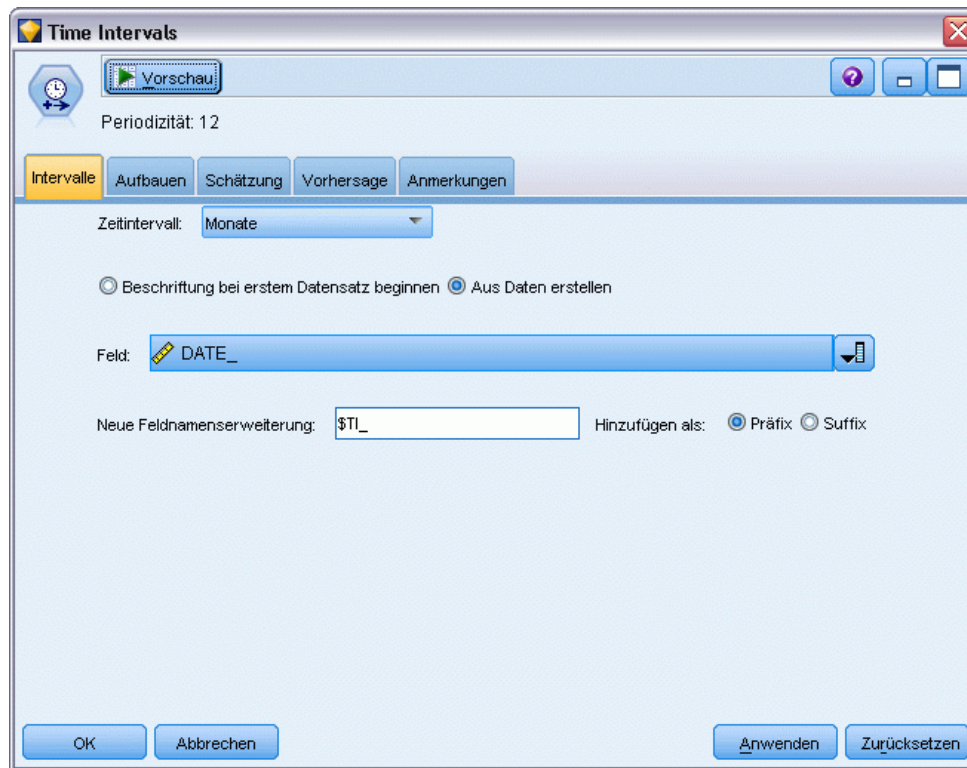 Time Intervals
Vorschau
Periodizität: 12
Intervalle Aufbauen Schätzung Vorhersage Anmerkungen
Zeitintervall: Monate
Beschriftung bei erstem Datensatz beginnen Aus Daten erstellen
Feld: DATE_
Neue Feldnamenserweiterung: $TI_ Hinzufügen als: Präfix Suffix
OK Abbrechen Anwenden Zurücksetzen